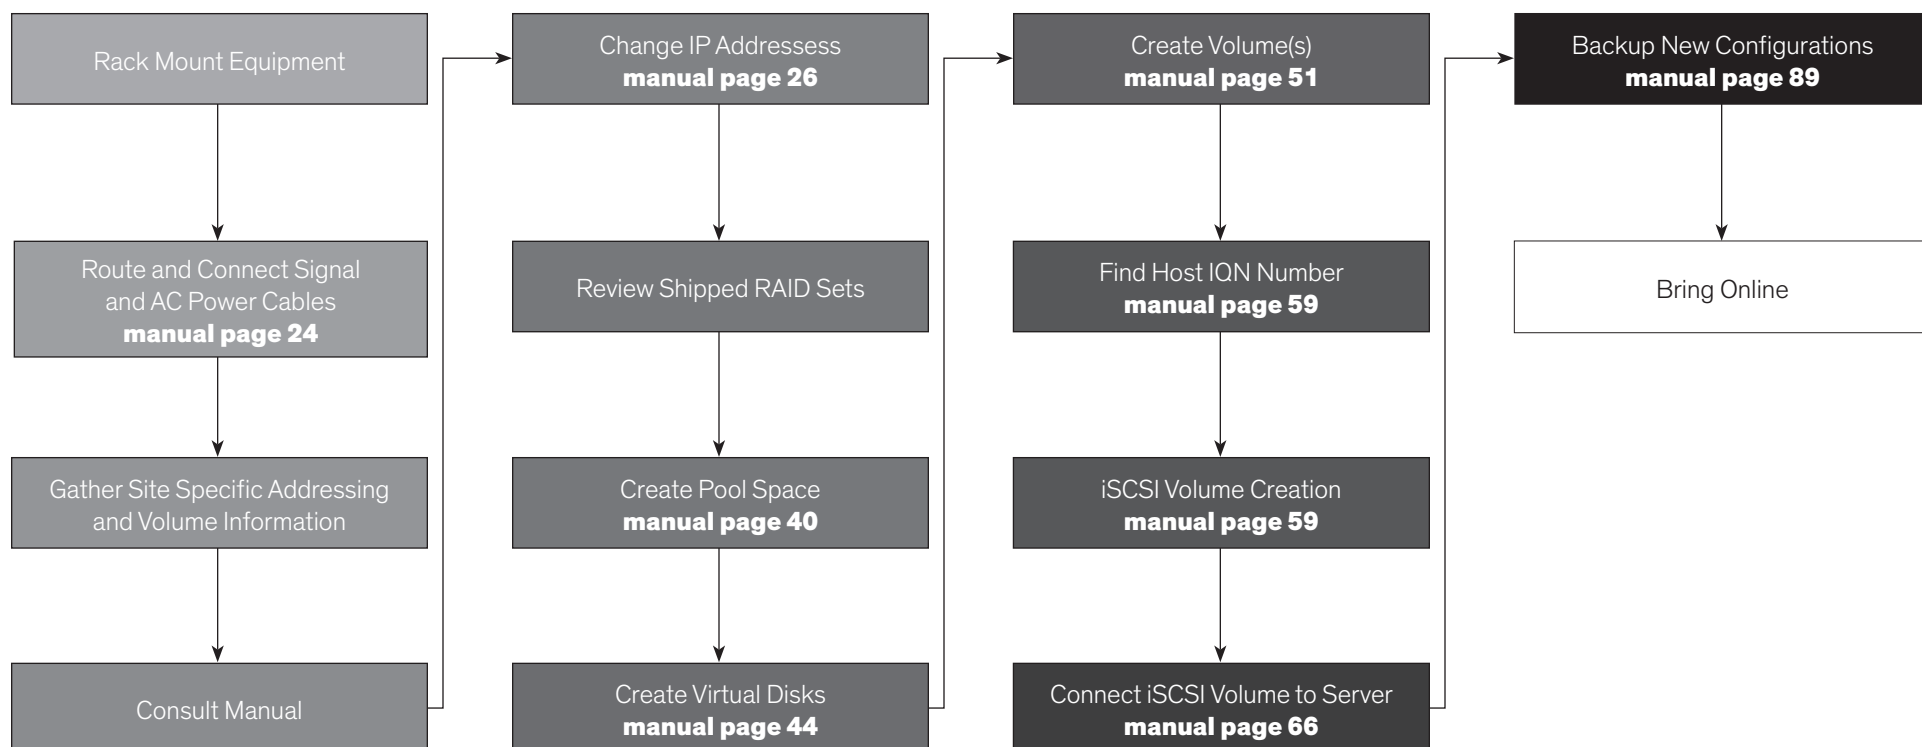 Rack Mount Equipment
Route and Connect Signal
and AC Power Cables
manual page 24
Gather Site Specific Addressing
and Volume Information
Consult Manual
Change IP Addressess
manual page 26
Review Shipped RAID Sets
Create Pool Space
manual page 40
Create Virtual Disks
manual page 44
Create Volume(s)
manual page 51
Find Host IQN Number
manual page 59
iSCSI Volume Creation
manual page 59
Connect iSCSI Volume to Server
manual page 66
Backup New Configurations
manual page 89
Bring Online